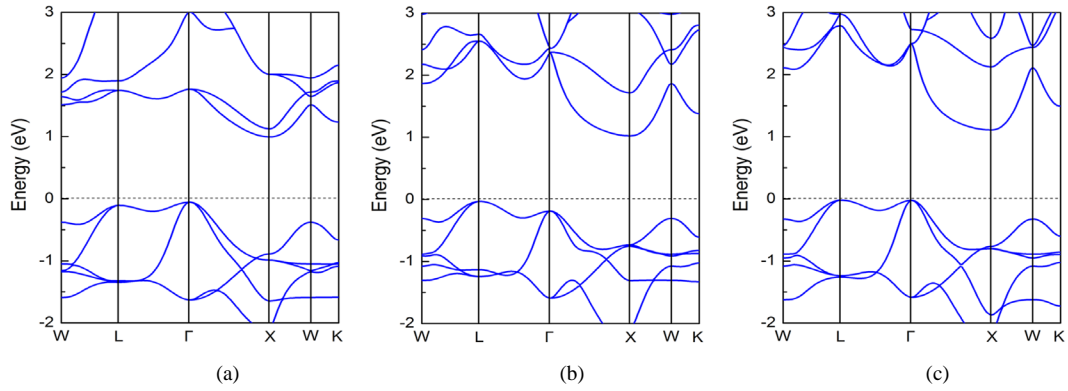 3
2
1
0
-1
-2
Energy (eV)
W L Γ X W K
(a)
3
2
1
0
-1
-2
Energy (eV)
W L Γ X W K
(b)
3
2
1
0
-1
-2
Energy (eV)
W L Γ X W K
(c)